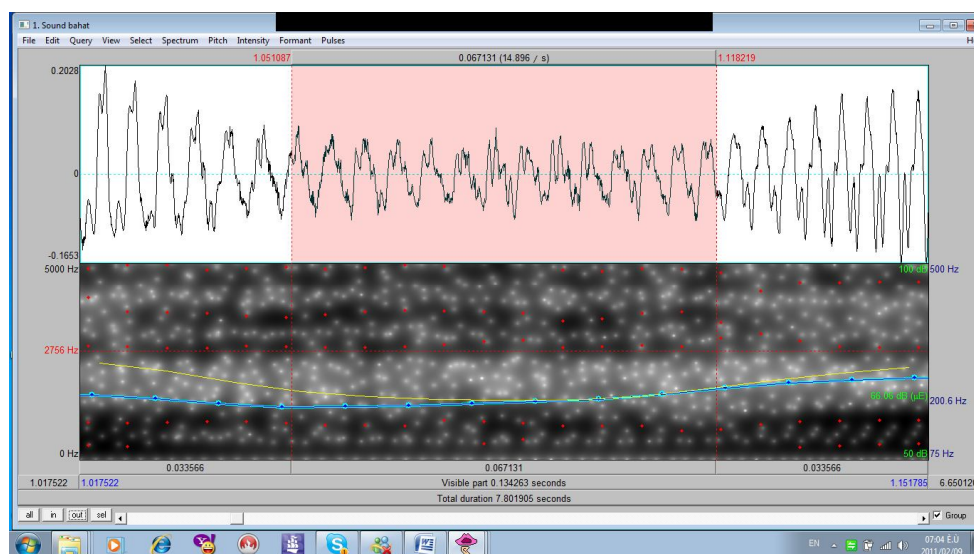 1. Sound bahat
File Edit Query View Select Spectrum Pitch Intensity Formant Pulses
1.051087 0.067131 (14.896 / s) 1.118219
0.2028
0
-0.1653
5000 Hz 100 dB 500 Hz
2756 Hz
66.06 dB (µE) 200.6 Hz
0 Hz 50 dB 75 Hz
0.033566 0.067131 0.033566
1.017522 1.017522 Visible part 0.134263 seconds 1.151785 6.650120
Total duration 7.801905 seconds
all in out sel Group
EN 07:04 È.Ù
2011/02/09